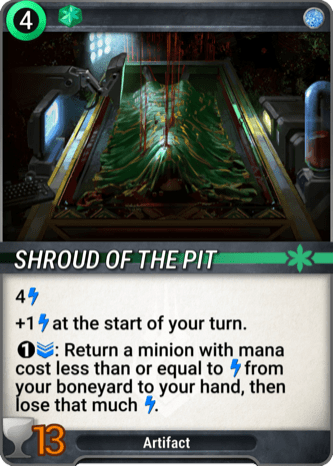 4
SHROUD OF THE PIT
4
+1 at the start of your turn.
1: Return a minion with mana
cost less than or equal to from
your boneyard to your hand, then
lose that much .
13
Artifact